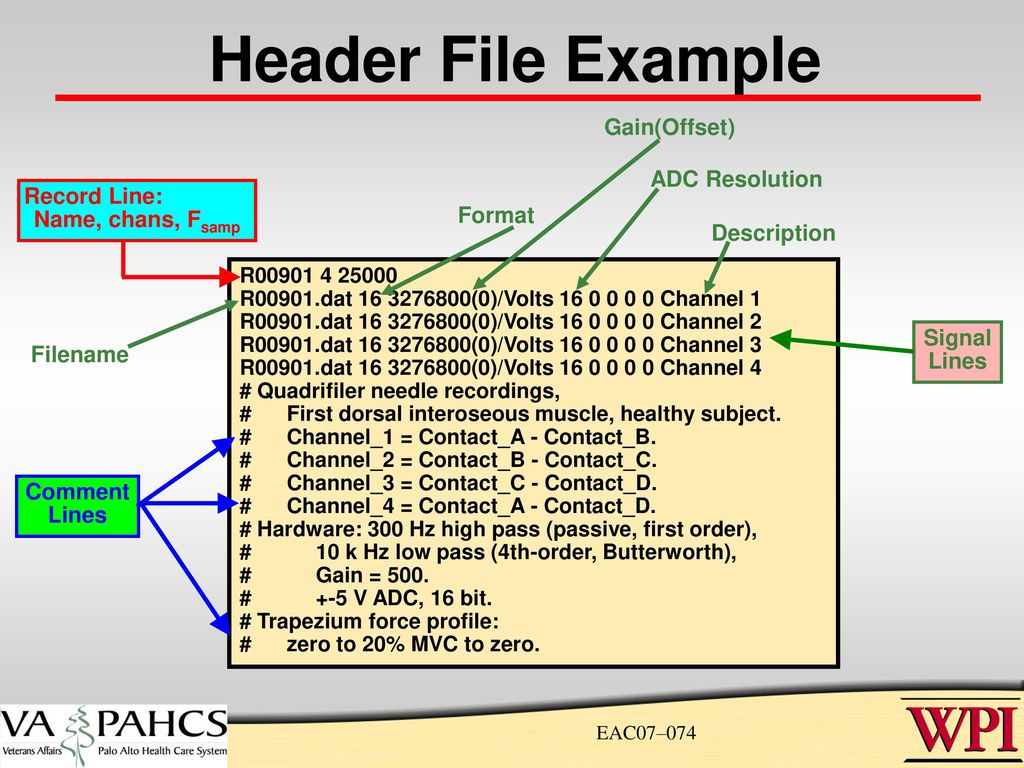 Header File Example
Gain(Offset)
ADC Resolution
Record Line:
Name, chans, Fsamp
Format
Description
R00901 4 25000
R00901.dat 16 3276800(0)/Volts 16 0 0 0 0 Channel 1
R00901.dat 16 3276800(0)/Volts 16 0 0 0 0 Channel 2
R00901.dat 16 3276800(0)/Volts 16 0 0 0 0 Channel 3
R00901.dat 16 3276800(0)/Volts 16 0 0 0 0 Channel 4
# Quadrifiler needle recordings,
# First dorsal interoseous muscle, healthy subject.
# Channel_1 = Contact_A - Contact_B.
# Channel_2 = Contact_B - Contact_C.
# Channel_3 = Contact_C - Contact_D.
# Channel_4 = Contact_A - Contact_D.
# Hardware: 300 Hz high pass (passive, first order),
# 10 k Hz low pass (4th-order, Butterworth),
# Gain = 500.
# +-5 V ADC, 16 bit.
# Trapezium force profile:
# zero to 20% MVC to zero.
Filename
Signal
Lines
Comment
Lines
VA PAHCS
Veterans Affairs Palo Alto Health Care System
EAC07–074
WPI